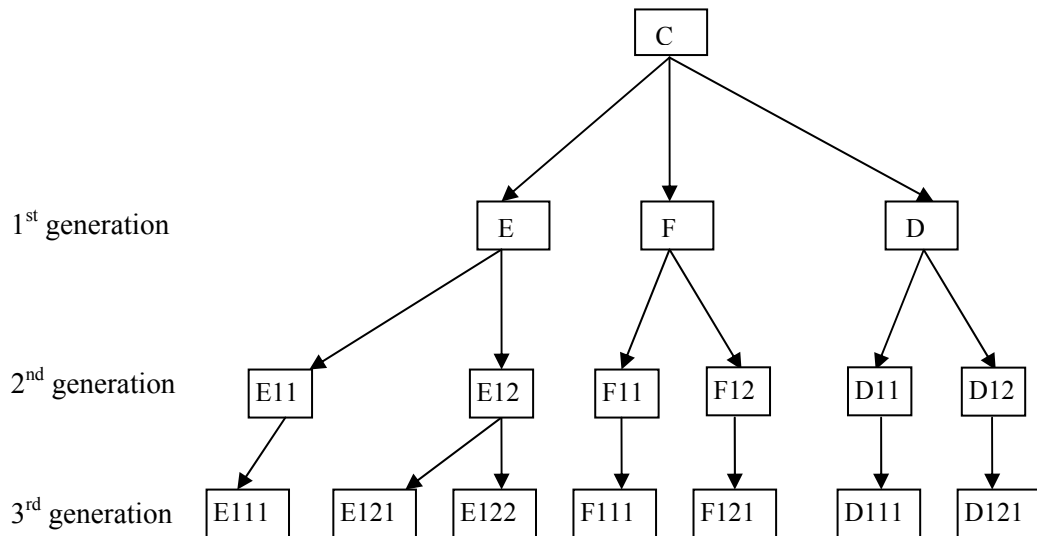 C
1st generation
E F D
2nd generation
E11 E12 F11 F12 D11 D12
3rd generation
E111 E121 E122 F111 F121 D111 D121